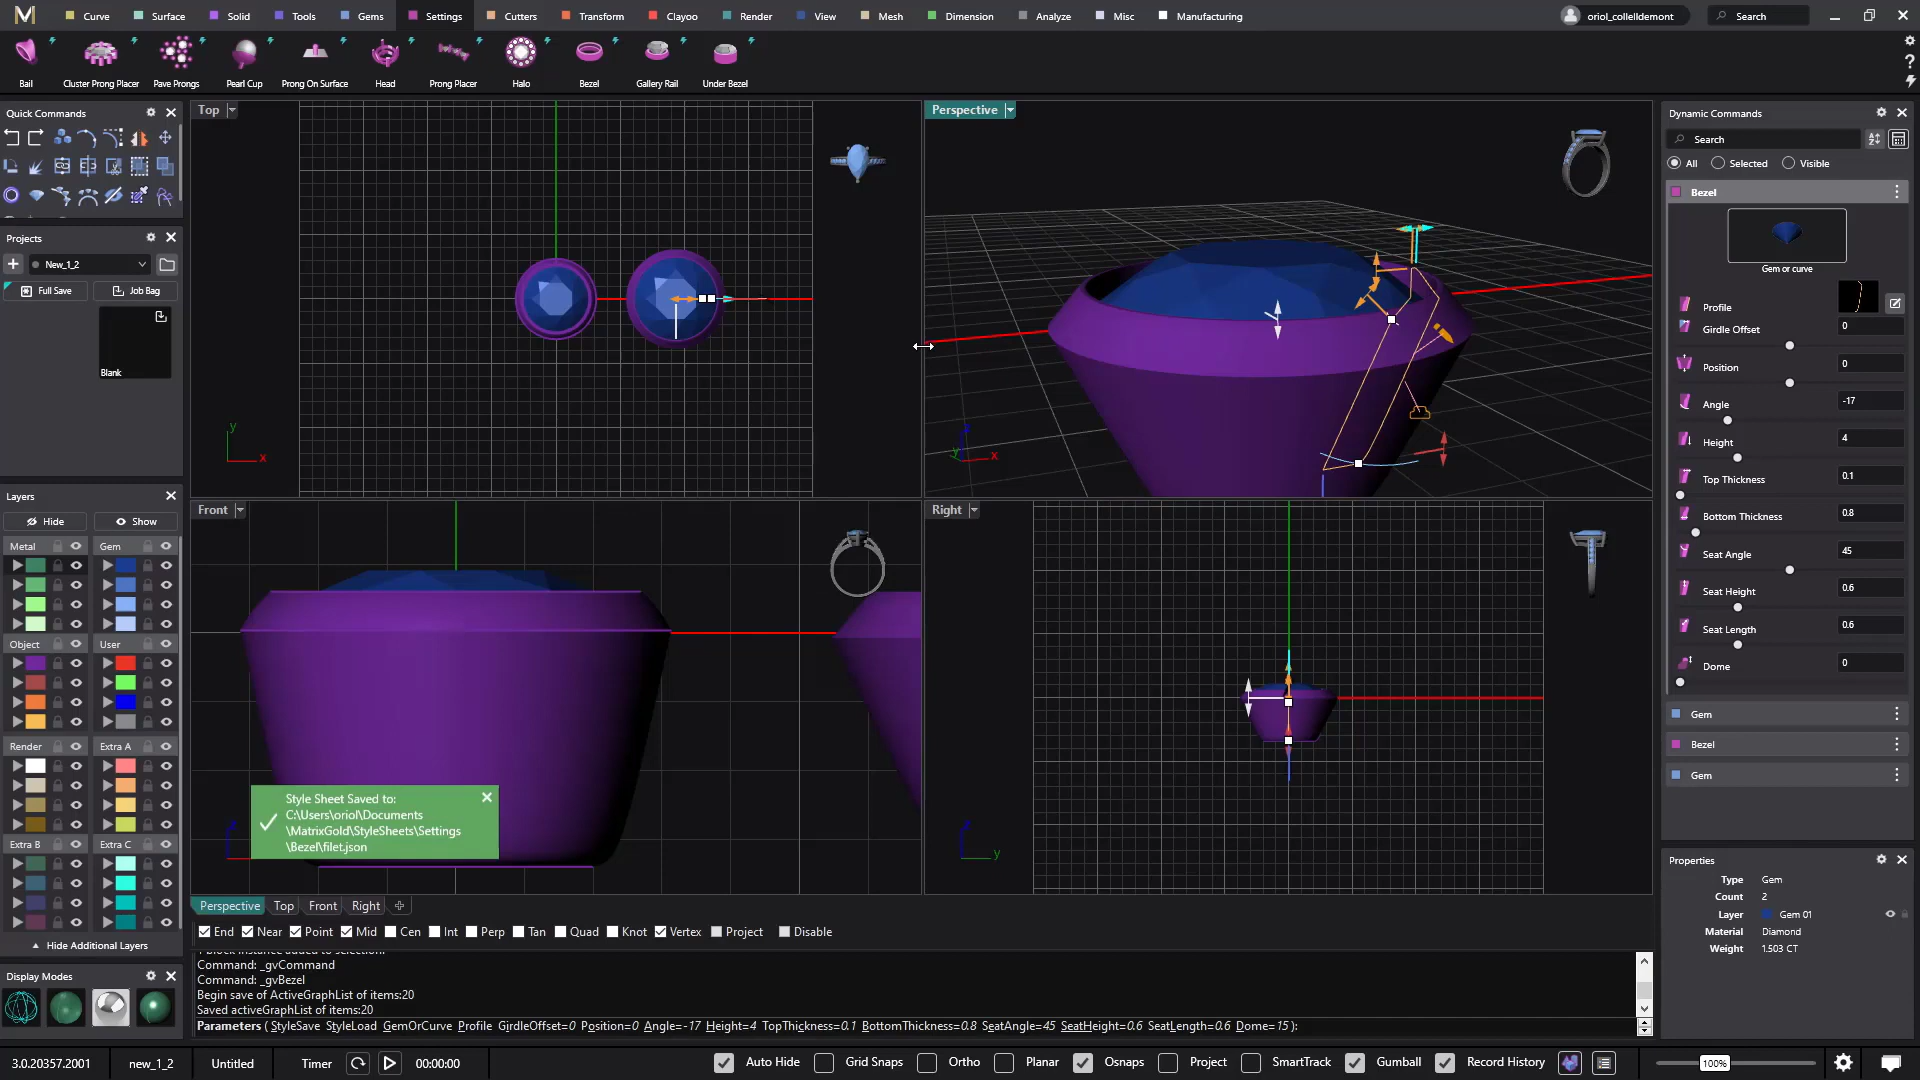 Curve Surface Solid Tools Gems Settings Cutters Transform Clayoo Render View Mesh Dimension Analyze Misc Manufacturing oriol_collelldemont Search
Bail Cluster Prong Placer Pave Prongs Pearl Cup Prong On Surface Head Prong Placer Halo Bezel Gallery Rail Under Bezel
Quick Commands
Projects
New_1_2
Full Save Job Bag
Blank
Layers
Hide Show
Metal Gem
Object User
Render Extra A
Extra B Extra C
Hide Additional Layers
Display Modes
Top
y
x
Perspective
z
y
x
Front
z
Right
z
y
Style Sheet Saved to:
C:\Users\oriol\Documents
\MatrixGold\StyleSheets\Settings
\Bezel\filet.json
Perspective Top Front Right
End Near Point Mid Cen Int Perp Tan Quad Knot Vertex Project Disable
1 block instance added to selection.
Command: _gvCommand
Command: _gvBezel
Begin save of ActiveGraphList of items:20
Saved activeGraphList of items:20
Parameters ( StyleSave StyleLoad GemOrCurve Profile GirdleOffset=0 Position=0 Angle=-17 Height=4 TopThickness=0.1 BottomThickness=0.8 SeatAngle=45 SeatHeight=0.6 SeatLength=0.6 Dome=15 ):
Dynamic Commands
Search
All Selected Visible
Bezel
Gem or curve
Profile
Girdle Offset 0
Position 0
Angle -17
Height 4
Top Thickness 0.1
Bottom Thickness 0.8
Seat Angle 45
Seat Height 0.6
Seat Length 0.6
Dome 0
Gem
Bezel
Gem
Properties
Type Gem
Count 2
Layer Gem 01
Material Diamond
Weight 1.503 CT
3.0.20357.2001 new_1_2 Untitled Timer 00:00:00 Auto Hide Grid Snaps Ortho Planar Osnaps Project SmartTrack Gumball Record History 100%